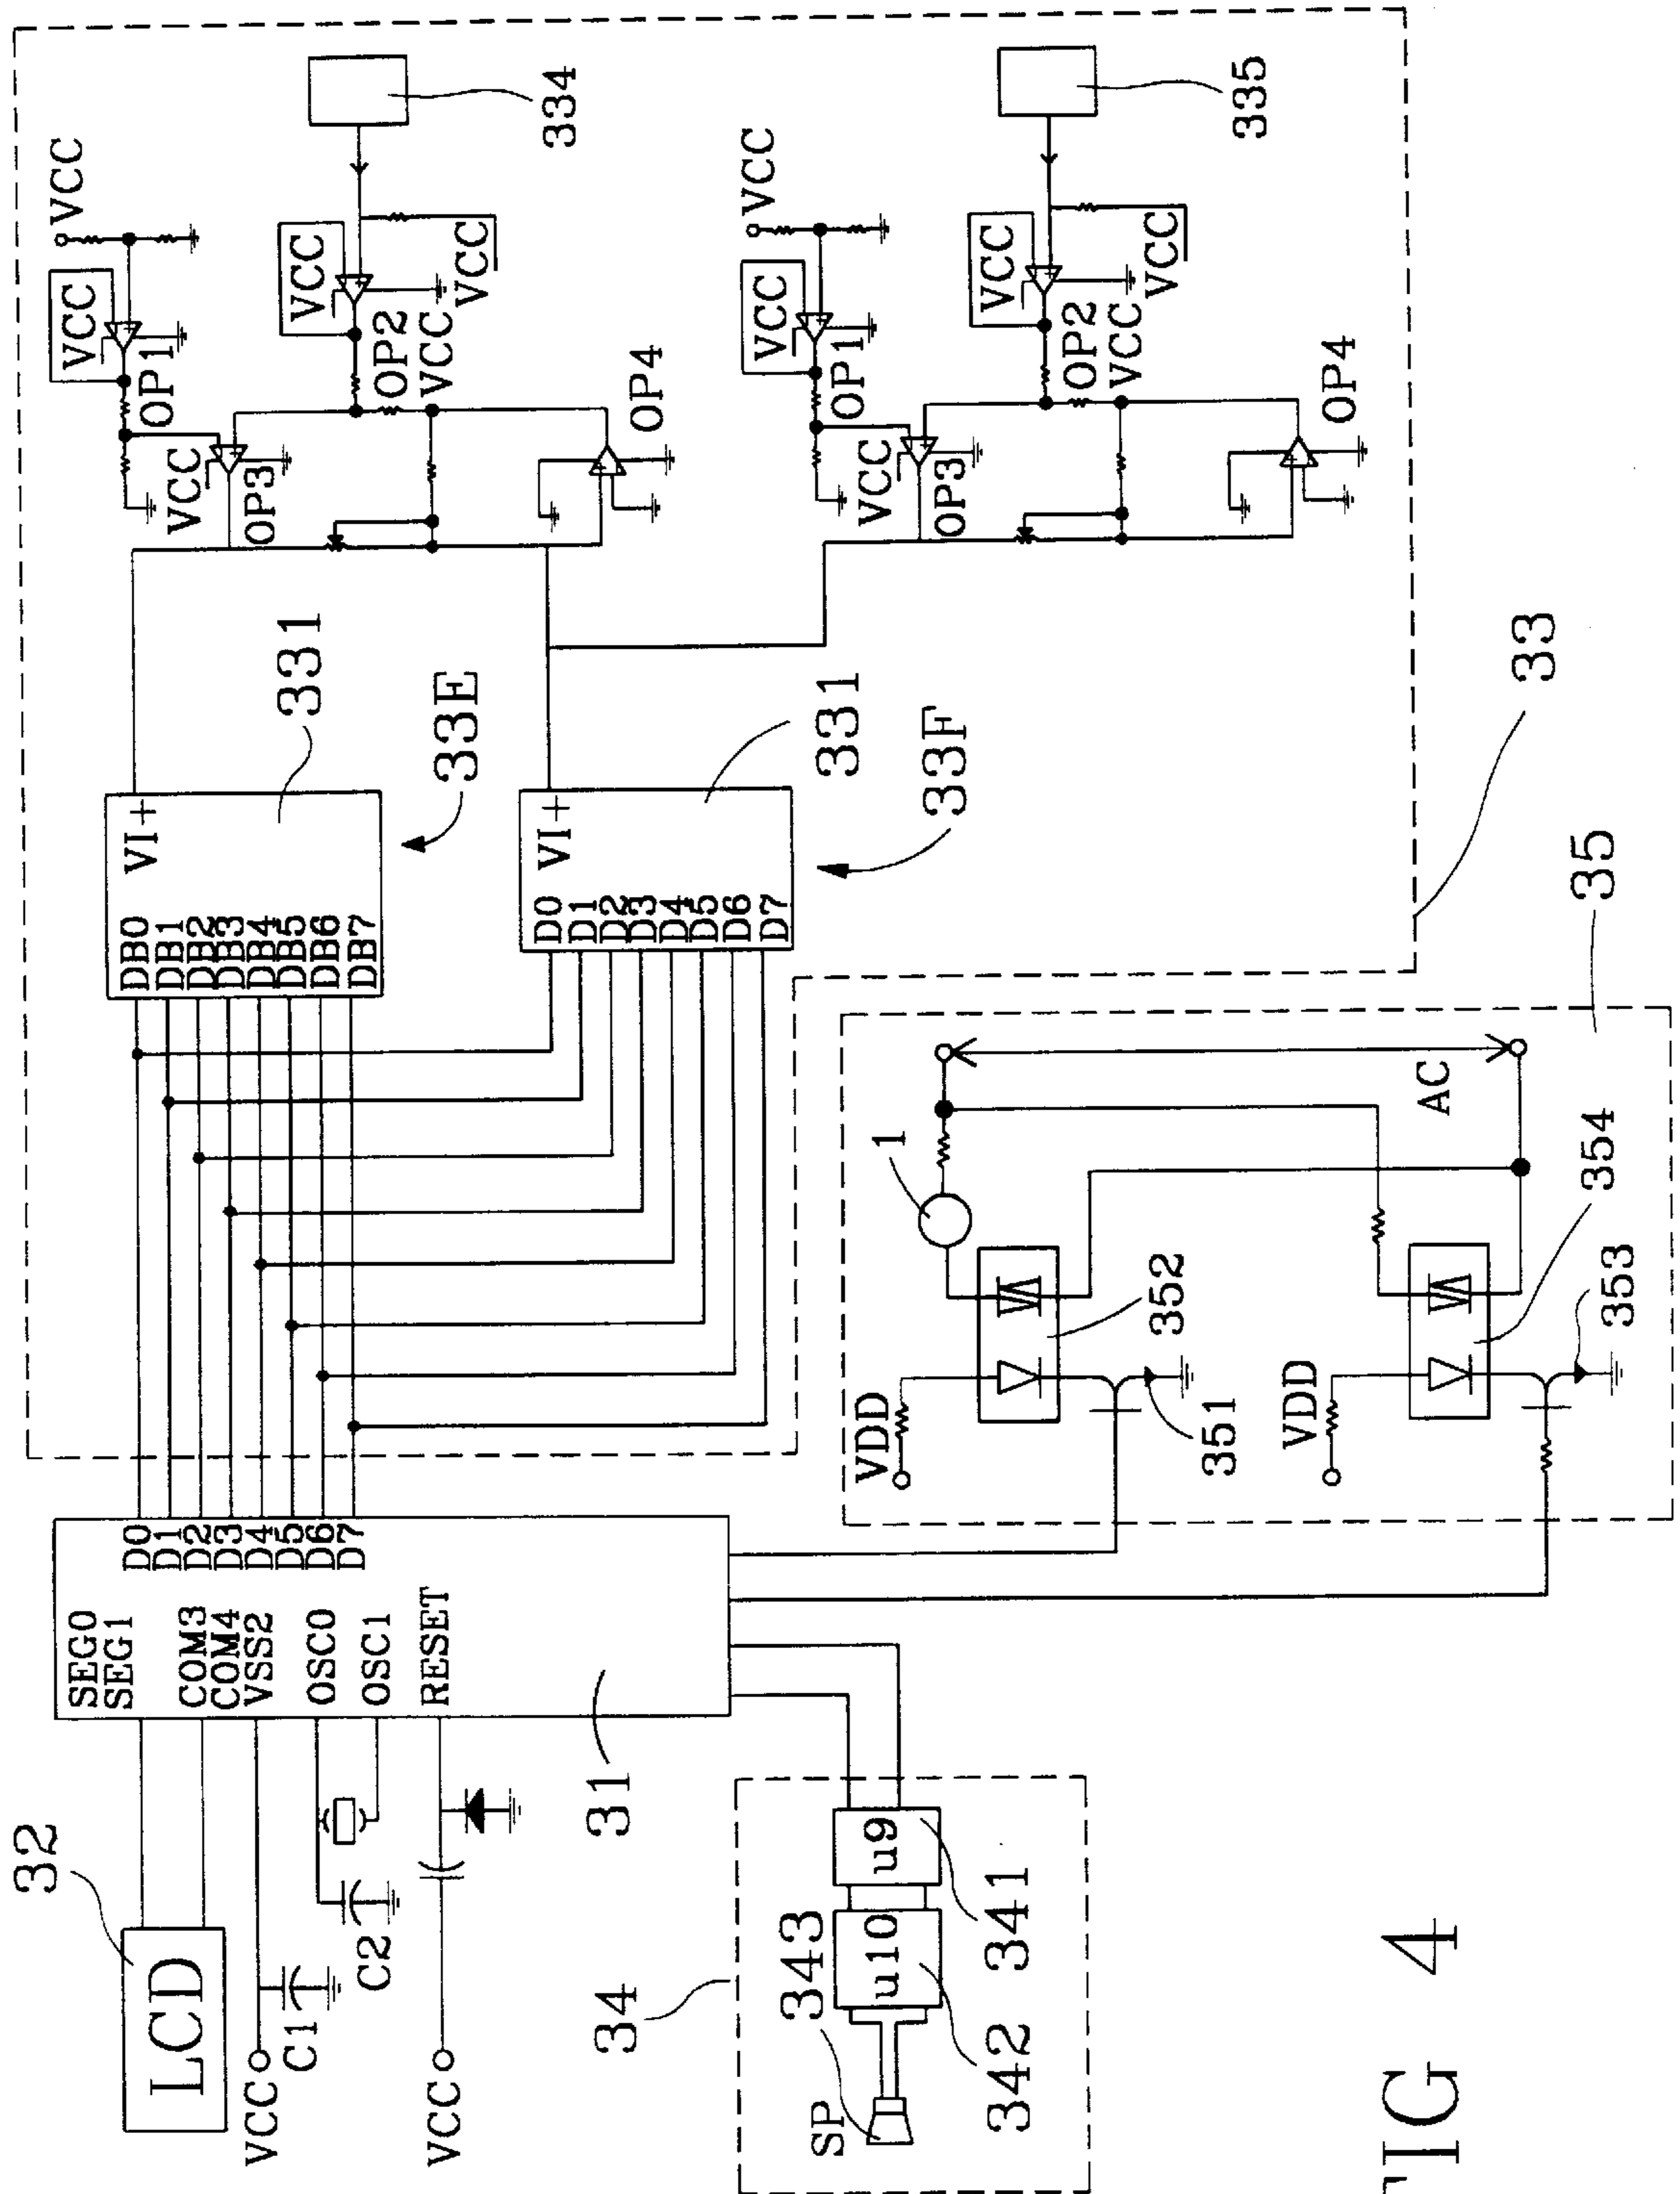 32
LCD
VCC
C1
C2
VCC
SEG0
SEG1
COM3
COM4
VSS2
OSC0
OSC1
RESET
D0
D1
D2
D3
D4
D5
D6
D7
31
DB0
DB1
DB2
DB3
DB4
DB5
DB6
DB7
VI+
331
33E
D0
D1
D2
D3
D4
D5
D6
D7
VI+
331
33F
VCC
VCC
OP1
VCC
OP3
VCC
OP2
VCC
VCC
OP4
334
VCC
VCC
OP1
VCC
OP3
VCC
OP2
VCC
VCC
OP4
335
33
34
SP
343
u10
u9
342
341
VDD
351
352
1
VDD
353
354
AC
35
FIG 4